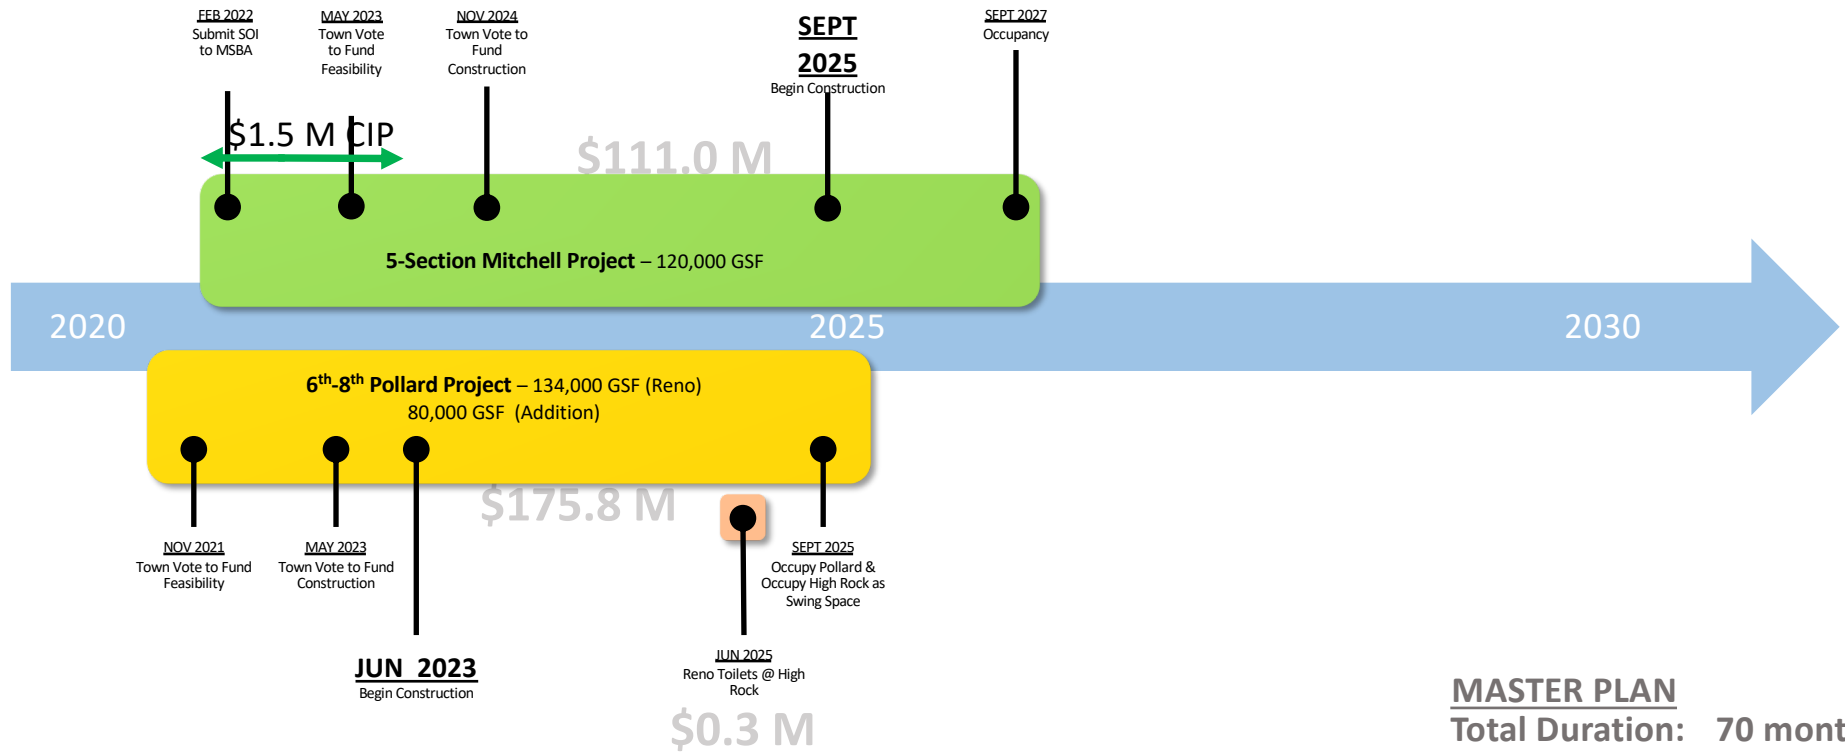 FEB 2022
Submit SOI
to MSBA
MAY 2023
Town Vote
to Fund
Feasibility
NOV 2024
Town Vote to
Fund
Construction
SEPT
2025
Begin Construction
SEPT 2027
Occupancy
$1.5 M CIP
$111.0 M
5-Section Mitchell Project – 120,000 GSF
2020
2025
2030
6th-8th Pollard Project – 134,000 GSF (Reno)
80,000 GSF (Addition)
$175.8 M
NOV 2021
Town Vote to Fund
Feasibility
MAY 2023
Town Vote to Fund
Construction
JUN 2023
Begin Construction
JUN 2025
Reno Toilets @ High
Rock
$0.3 M
SEPT 2025
Occupy Pollard &
Occupy High Rock as
Swing Space
MASTER PLAN
Total Duration: 70 mont